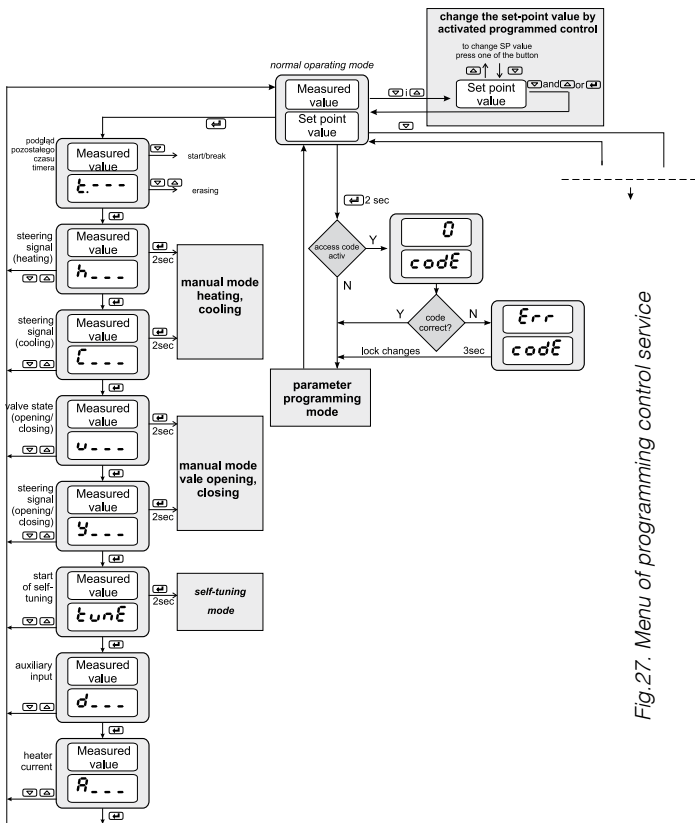 change the set-point value by
activated programmed control
to change SP value
press one of the button
Set point
value
and
or
normal operating mode
Measured
value
Set point
value
i
podgląd
pozostałego
czasu
timera
Measured
value
t.---
start/break
erasing
2 sec
access code
activ
Y
N
0
codE
code
correct?
Y
N
Err
codE
lock changes
3sec
parameter
programming
mode
steering
signal
(heating)
Measured
value
h---
2sec
manual mode
heating,
cooling
steering
signal
(cooling)
Measured
value
C---
2sec
valve state
(opening/
closing)
Measured
value
u---
2sec
manual mode
vale opening,
closing
steering
signal
(opening/
closing)
Measured
value
y---
2sec
start
of self-
tuning
Measured
value
tunE
2sec
self-tuning
mode
auxiliary
input
Measured
value
d---
heater
current
Measured
value
A---
Fig.27. Menu of programming control service